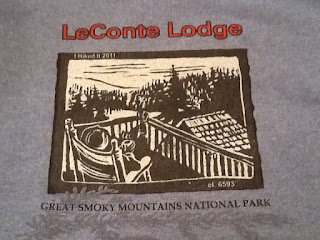 LeConte Lodge
I Hiked It 2011
el. 6593'
GREAT SMOKY MOUNTAINS NATIONAL PARK